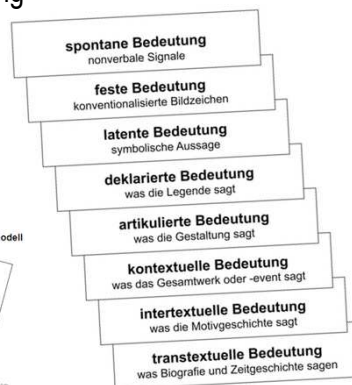 ng
spontane Bedeutung
nonverbale Signale
feste Bedeutung
konventionalisierte Bildzeichen
latente Bedeutung
symbolische Aussage
deklarierte Bedeutung
was die Legende sagt
odell
artikulierte Bedeutung
was die Gestaltung sagt
kontextuelle Bedeutung
was das Gesamtwerk oder -event sagt
intertextuelle Bedeutung
was die Motivgeschichte sagt
transtextuelle Bedeutung
was Biografie und Zeitgeschichte sagen